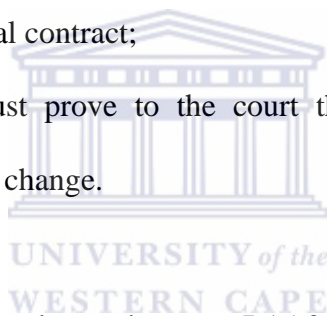 al contract;
ust prove to the court th
change.
UNIVERSITY of the
WESTERN CAPE